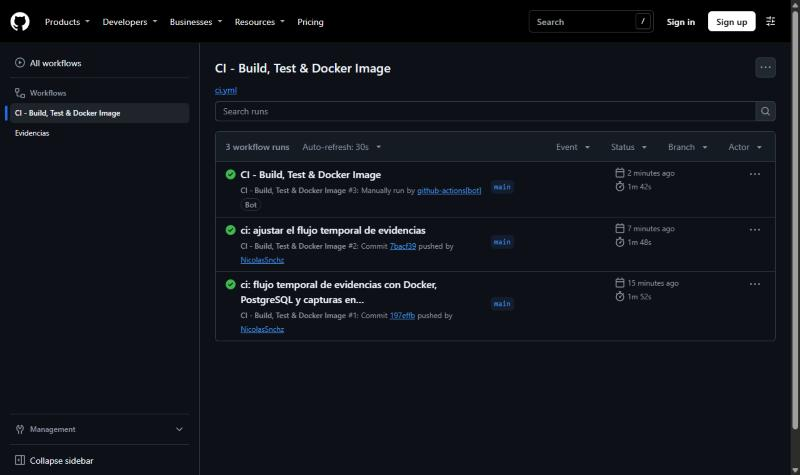 Products Developers Businesses Resources Pricing Search / Sign in Sign up
All workflows
Workflows
CI - Build, Test & Docker Image
Evidencias
Management
Collapse sidebar
CI - Build, Test & Docker Image
ci.yml
Search runs
3 workflow runs Auto-refresh: 30s Event Status Branch Actor
CI - Build, Test & Docker Image
CI - Build, Test & Docker Image #3: Manually run by github-actions[bot]
Bot
main
2 minutes ago
1m 42s
ci: ajustar el flujo temporal de evidencias
CI - Build, Test & Docker Image #2: Commit 7bacf39 pushed by
NicolasSnchz
main
7 minutes ago
1m 48s
ci: flujo temporal de evidencias con Docker,
PostgreSQL y capturas en...
CI - Build, Test & Docker Image #1: Commit 197effb pushed by
NicolasSnchz
main
15 minutes ago
1m 52s